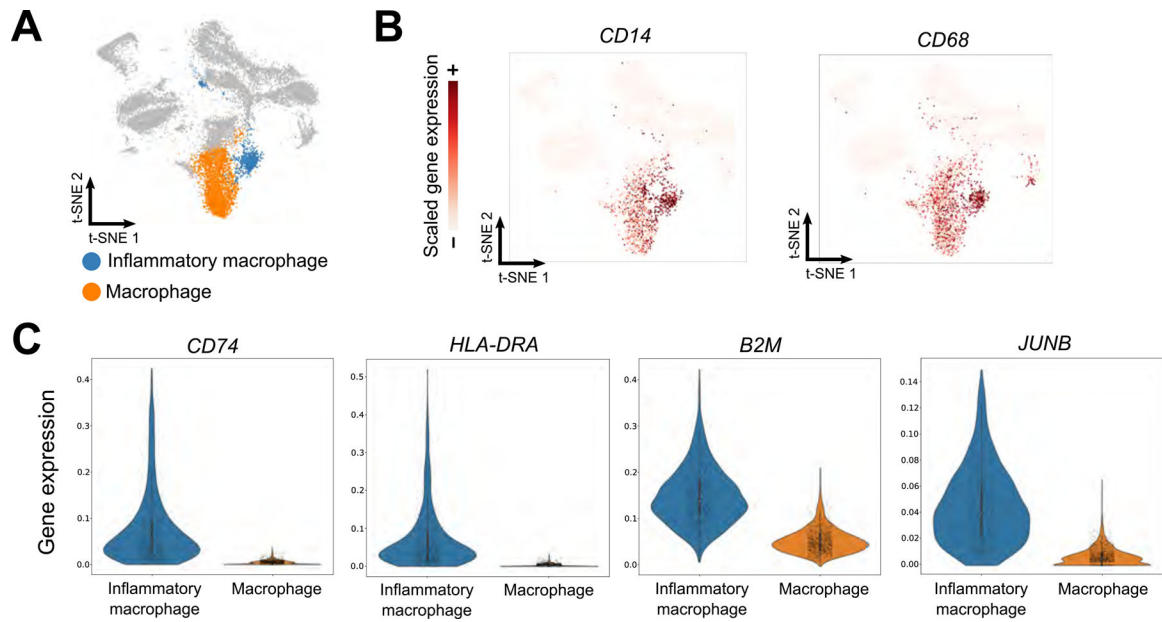 A
t-SNE 2
t-SNE 1
Inflammatory macrophage
Macrophage
B
Scaled gene expression
+
–
CD14
t-SNE 2
t-SNE 1
CD68
t-SNE 2
t-SNE 1
C
Gene expression
CD74
0.4
0.3
0.2
0.1
0.0
Inflammatory
macrophage
Macrophage
HLA-DRA
0.5
0.4
0.3
0.2
0.1
0.0
Inflammatory
macrophage
Macrophage
B2M
0.4
0.3
0.2
0.1
0.0
Inflammatory
macrophage
Macrophage
JUNB
0.14
0.12
0.10
0.08
0.06
0.04
0.02
0.00
Inflammatory
macrophage
Macrophage